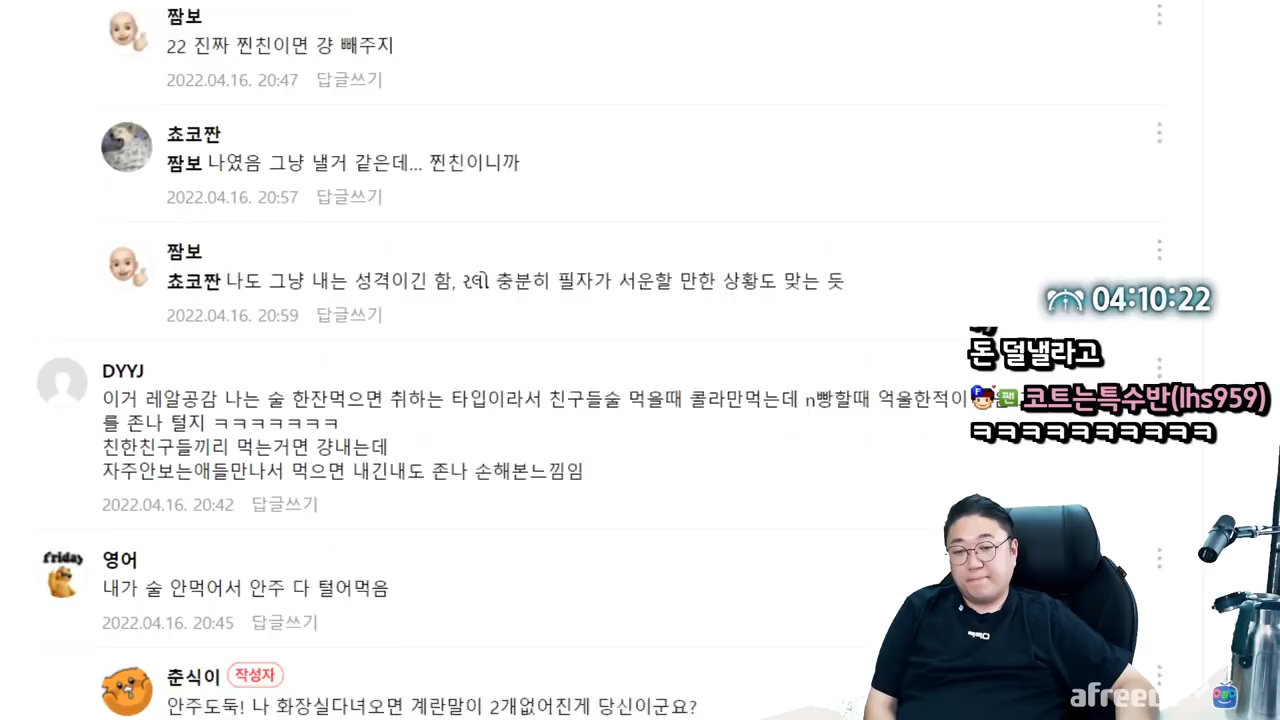 짬보
22 진짜 찐친이면 걍 빼주지
2022.04.16. 20:47 답글쓰기
쵸코짠
짬보 나였음 그냥 낼거 같은데... 찐친이니까
2022.04.16. 20:57 답글쓰기
짬보
쵸코짠 나도 그냥 내는 성격이긴 함, 충분히 필자가 서운할 만한 상황도 맞는 듯
2022.04.16. 20:59 답글쓰기
04:10:22
돈 덜낼라고
코트는특수반(lhs959)
ㅋㅋㅋㅋㅋㅋㅋㅋㅋㅋ
DYYJ
이거 레알공감 나는 술 한잔먹으면 취하는 타입이라서 친구들술 먹을때 콜라만먹는데 n빵할때 억울한적이
를 존나 털지 ㅋㅋㅋㅋㅋㅋㅋ
친한친구들끼리 먹는거면 걍내는데
자주안보는애들만나서 먹으면 내긴내도 존나 손해본느낌임
2022.04.16. 20:42 답글쓰기
friday
영어
내가 술 안먹어서 안주 다 털어먹음
2022.04.16. 20:45 답글쓰기
춘식이 작성자
안주도둑! 나 화장실다녀오면 계란말이 2개없어진게 당신이군요?